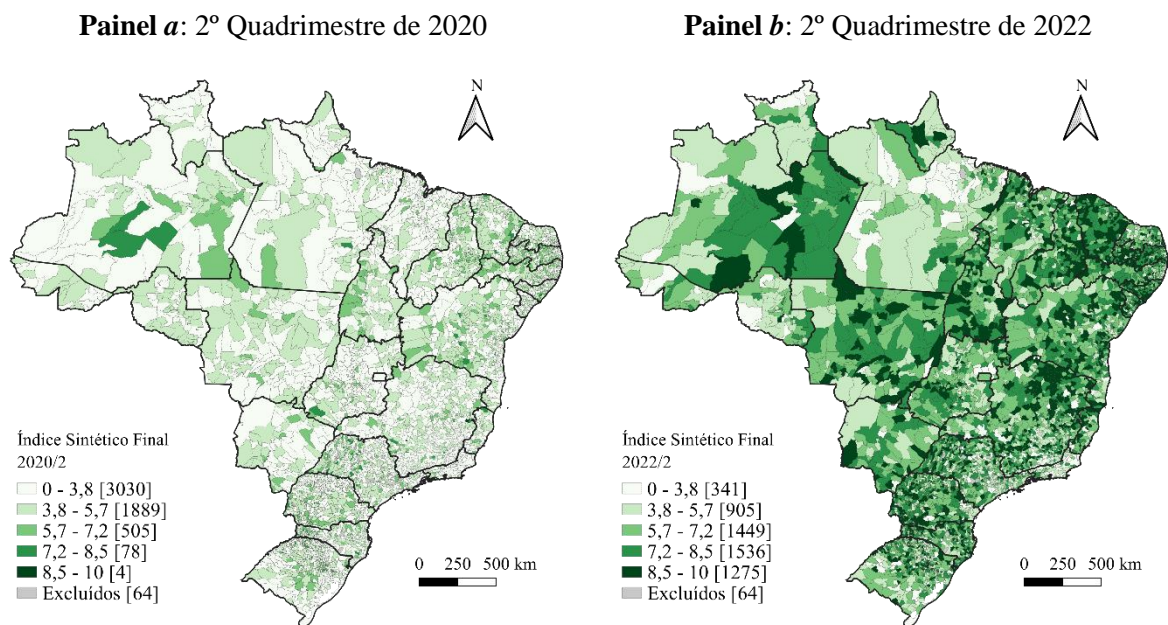 Painel a: 2º Quadrimestre de 2020
Painel b: 2º Quadrimestre de 2022
N
N
Índice Sintético Final
2020/2
0 - 3,8 [3030]
3,8 - 5,7 [1889]
5,7 - 7,2 [505]
7,2 - 8,5 [78]
8,5 - 10 [4]
Excluídos [64]
0 250 500 km
Índice Sintético Final
2022/2
0 - 3,8 [341]
3,8 - 5,7 [905]
5,7 - 7,2 [1449]
7,2 - 8,5 [1536]
8,5 - 10 [1275]
Excluídos [64]
0 250 500 km